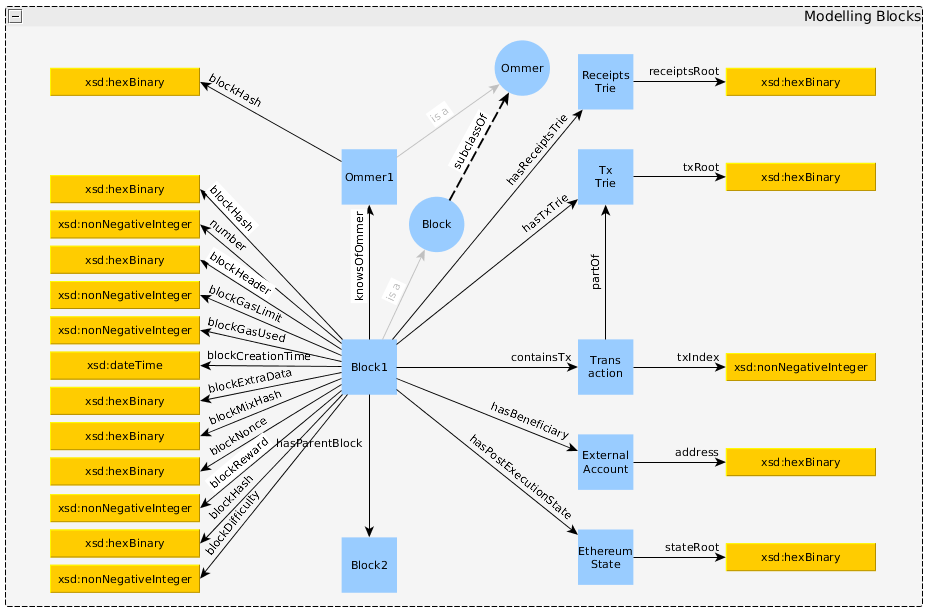 Modelling Blocks
Ommer
xsd:hexBinary
blockHash
is a
subclassOf
Receipts
Trie
receiptsRoot
xsd:hexBinary
hasReceiptsTrie
Ommer1
Tx
Trie
txRoot
xsd:hexBinary
hasTxTrie
Block
is a
knowsOfOmmer
partOf
xsd:hexBinary
blockHash
xsd:nonNegativeInteger
number
xsd:hexBinary
blockHeader
xsd:nonNegativeInteger
blockGasLimit
xsd:nonNegativeInteger
blockGasUsed
xsd:dateTime
blockCreationTime
xsd:hexBinary
blockExtraData
xsd:hexBinary
blockMixHash
xsd:hexBinary
blockNonce
xsd:nonNegativeInteger
blockReward
xsd:hexBinary
blockHash
xsd:nonNegativeInteger
blockDifficulty
Block1
containsTx
Trans
action
txIndex
xsd:nonNegativeInteger
hasBeneficiary
External
Account
address
xsd:hexBinary
hasParentBlock
hasPostExecutionState
Block2
Ethereum
State
stateRoot
xsd:hexBinary